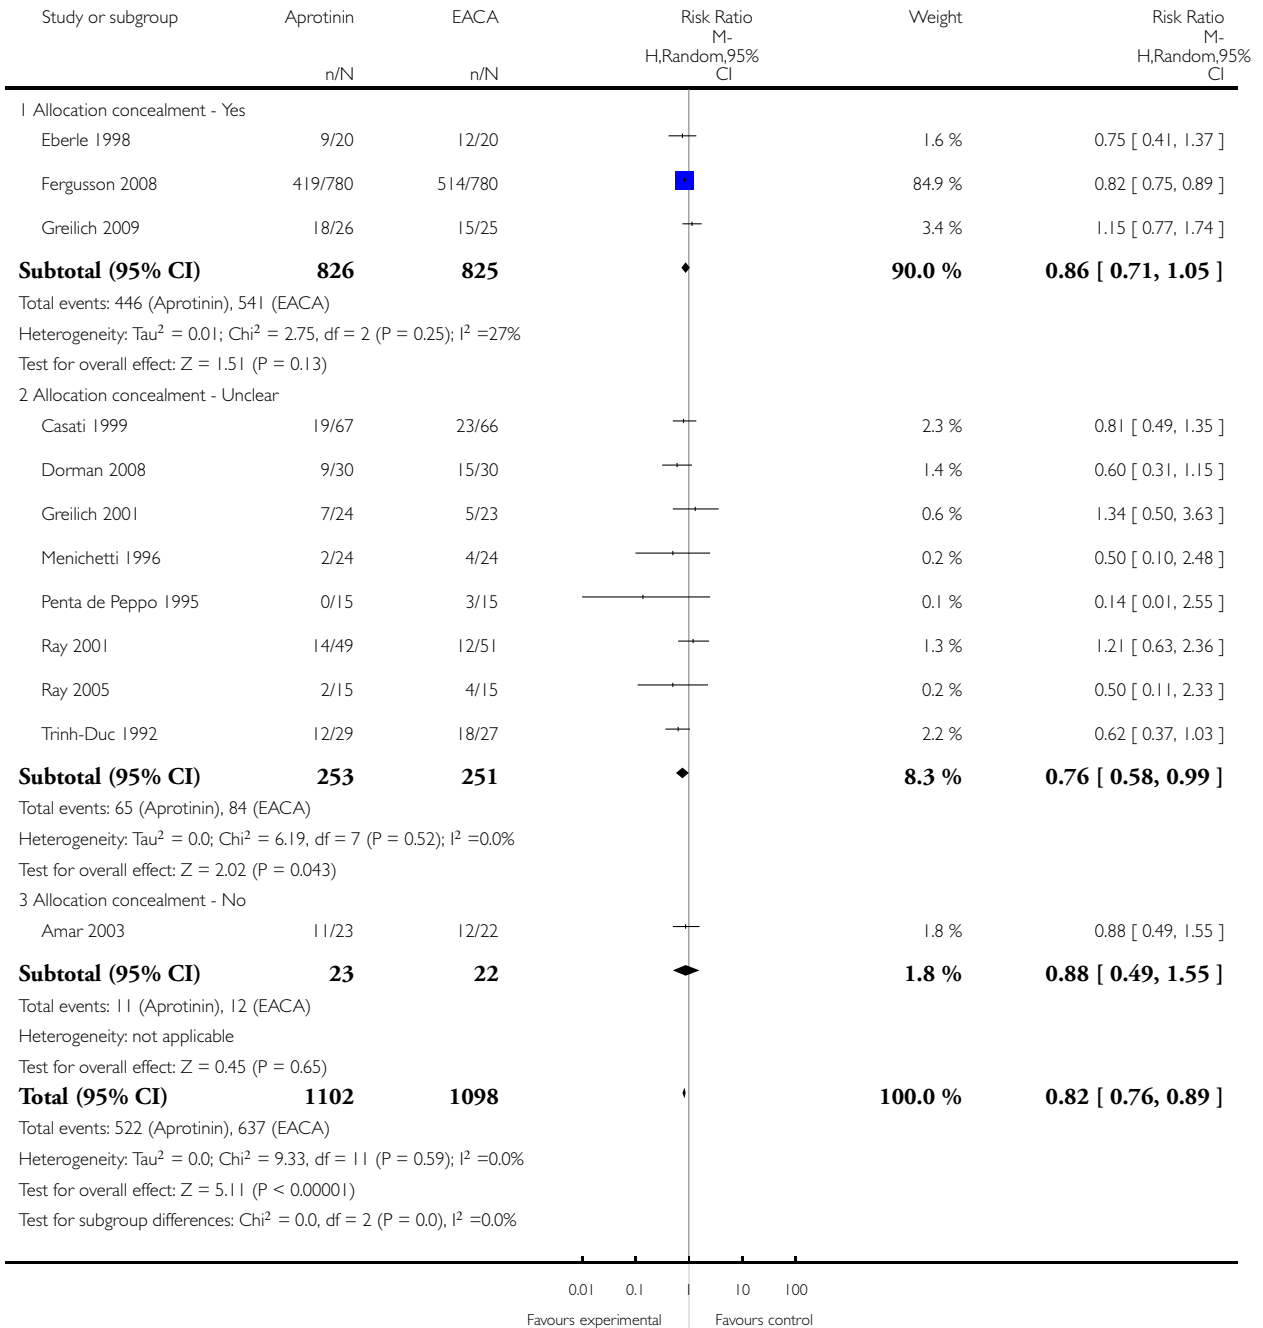 Study or subgroup Aprotinin EACA Risk Ratio Weight Risk Ratio
M- M-
H,Random,95% H,Random,95%
n/N n/N CI CI
1 Allocation concealment - Yes
Eberle 1998 9/20 12/20 1.6 % 0.75 [ 0.41, 1.37 ]
Fergusson 2008 419/780 514/780 84.9 % 0.82 [ 0.75, 0.89 ]
Greilich 2009 18/26 15/25 3.4 % 1.15 [ 0.77, 1.74 ]
Subtotal (95% CI) 826 825 90.0 % 0.86 [ 0.71, 1.05 ]
Total events: 446 (Aprotinin), 541 (EACA)
Heterogeneity: Tau² = 0.01; Chi² = 2.75, df = 2 (P = 0.25); I² =27%
Test for overall effect: Z = 1.51 (P = 0.13)
2 Allocation concealment - Unclear
Casati 1999 19/67 23/66 2.3 % 0.81 [ 0.49, 1.35 ]
Dorman 2008 9/30 15/30 1.4 % 0.60 [ 0.31, 1.15 ]
Greilich 2001 7/24 5/23 0.6 % 1.34 [ 0.50, 3.63 ]
Menichetti 1996 2/24 4/24 0.2 % 0.50 [ 0.10, 2.48 ]
Penta de Peppo 1995 0/15 3/15 0.1 % 0.14 [ 0.01, 2.55 ]
Ray 2001 14/49 12/51 1.3 % 1.21 [ 0.63, 2.36 ]
Ray 2005 2/15 4/15 0.2 % 0.50 [ 0.11, 2.33 ]
Trinh-Duc 1992 12/29 18/27 2.2 % 0.62 [ 0.37, 1.03 ]
Subtotal (95% CI) 253 251 8.3 % 0.76 [ 0.58, 0.99 ]
Total events: 65 (Aprotinin), 84 (EACA)
Heterogeneity: Tau² = 0.0; Chi² = 6.19, df = 7 (P = 0.52); I² =0.0%
Test for overall effect: Z = 2.02 (P = 0.043)
3 Allocation concealment - No
Amar 2003 11/23 12/22 1.8 % 0.88 [ 0.49, 1.55 ]
Subtotal (95% CI) 23 22 1.8 % 0.88 [ 0.49, 1.55 ]
Total events: 11 (Aprotinin), 12 (EACA)
Heterogeneity: not applicable
Test for overall effect: Z = 0.45 (P = 0.65)
Total (95% CI) 1102 1098 100.0 % 0.82 [ 0.76, 0.89 ]
Total events: 522 (Aprotinin), 637 (EACA)
Heterogeneity: Tau² = 0.0; Chi² = 9.33, df = 11 (P = 0.59); I² =0.0%
Test for overall effect: Z = 5.11 (P < 0.00001)
Test for subgroup differences: Chi² = 0.0, df = 2 (P = 0.0), I² =0.0%
0.01 0.1 1 10 100
Favours experimental Favours control